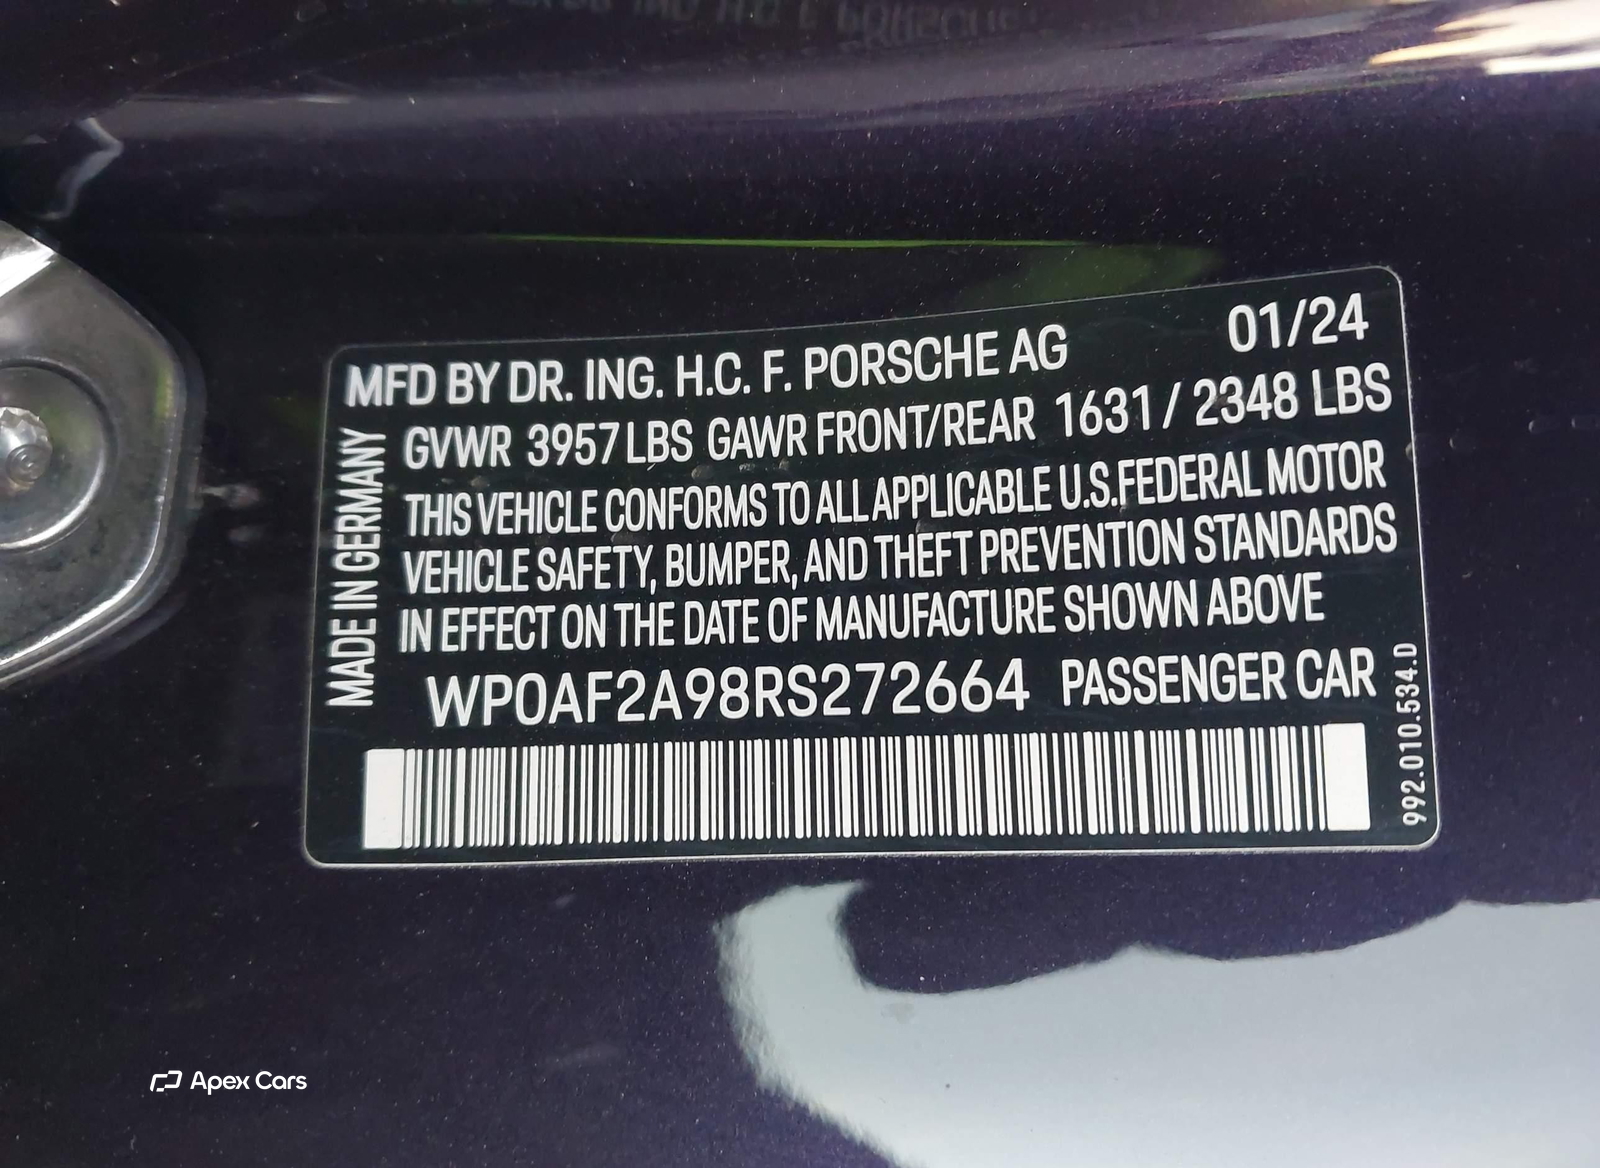 MFD BY DR. ING. H.C. F. PORSCHE AG 01/24
GVWR 3957 LBS GAWR FRONT/REAR 1631 / 2348 LBS
THIS VEHICLE CONFORMS TO ALL APPLICABLE U.S. FEDERAL MOTOR
VEHICLE SAFETY, BUMPER, AND THEFT PREVENTION STANDARDS
IN EFFECT ON THE DATE OF MANUFACTURE SHOWN ABOVE
WP0AF2A98RS272664 PASSENGER CAR
MADE IN GERMANY
992.010.534.D
Apex Cars